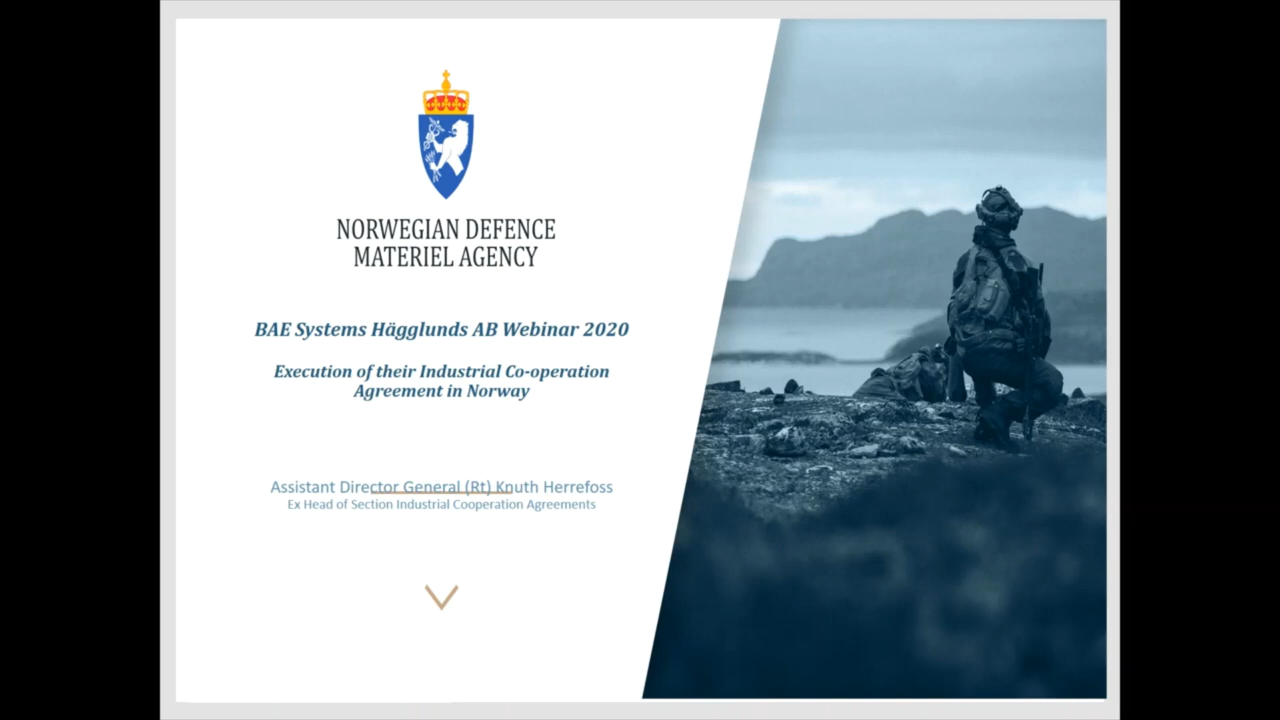 NORWEGIAN DEFENCE
MATERIEL AGENCY
BAE Systems Hägglunds AB Webinar 2020
Execution of their Industrial Co-operation
Agreement in Norway
Assistant Director General (Rt) Knuth Herrefoss
Ex Head of Section Industrial Cooperation Agreements